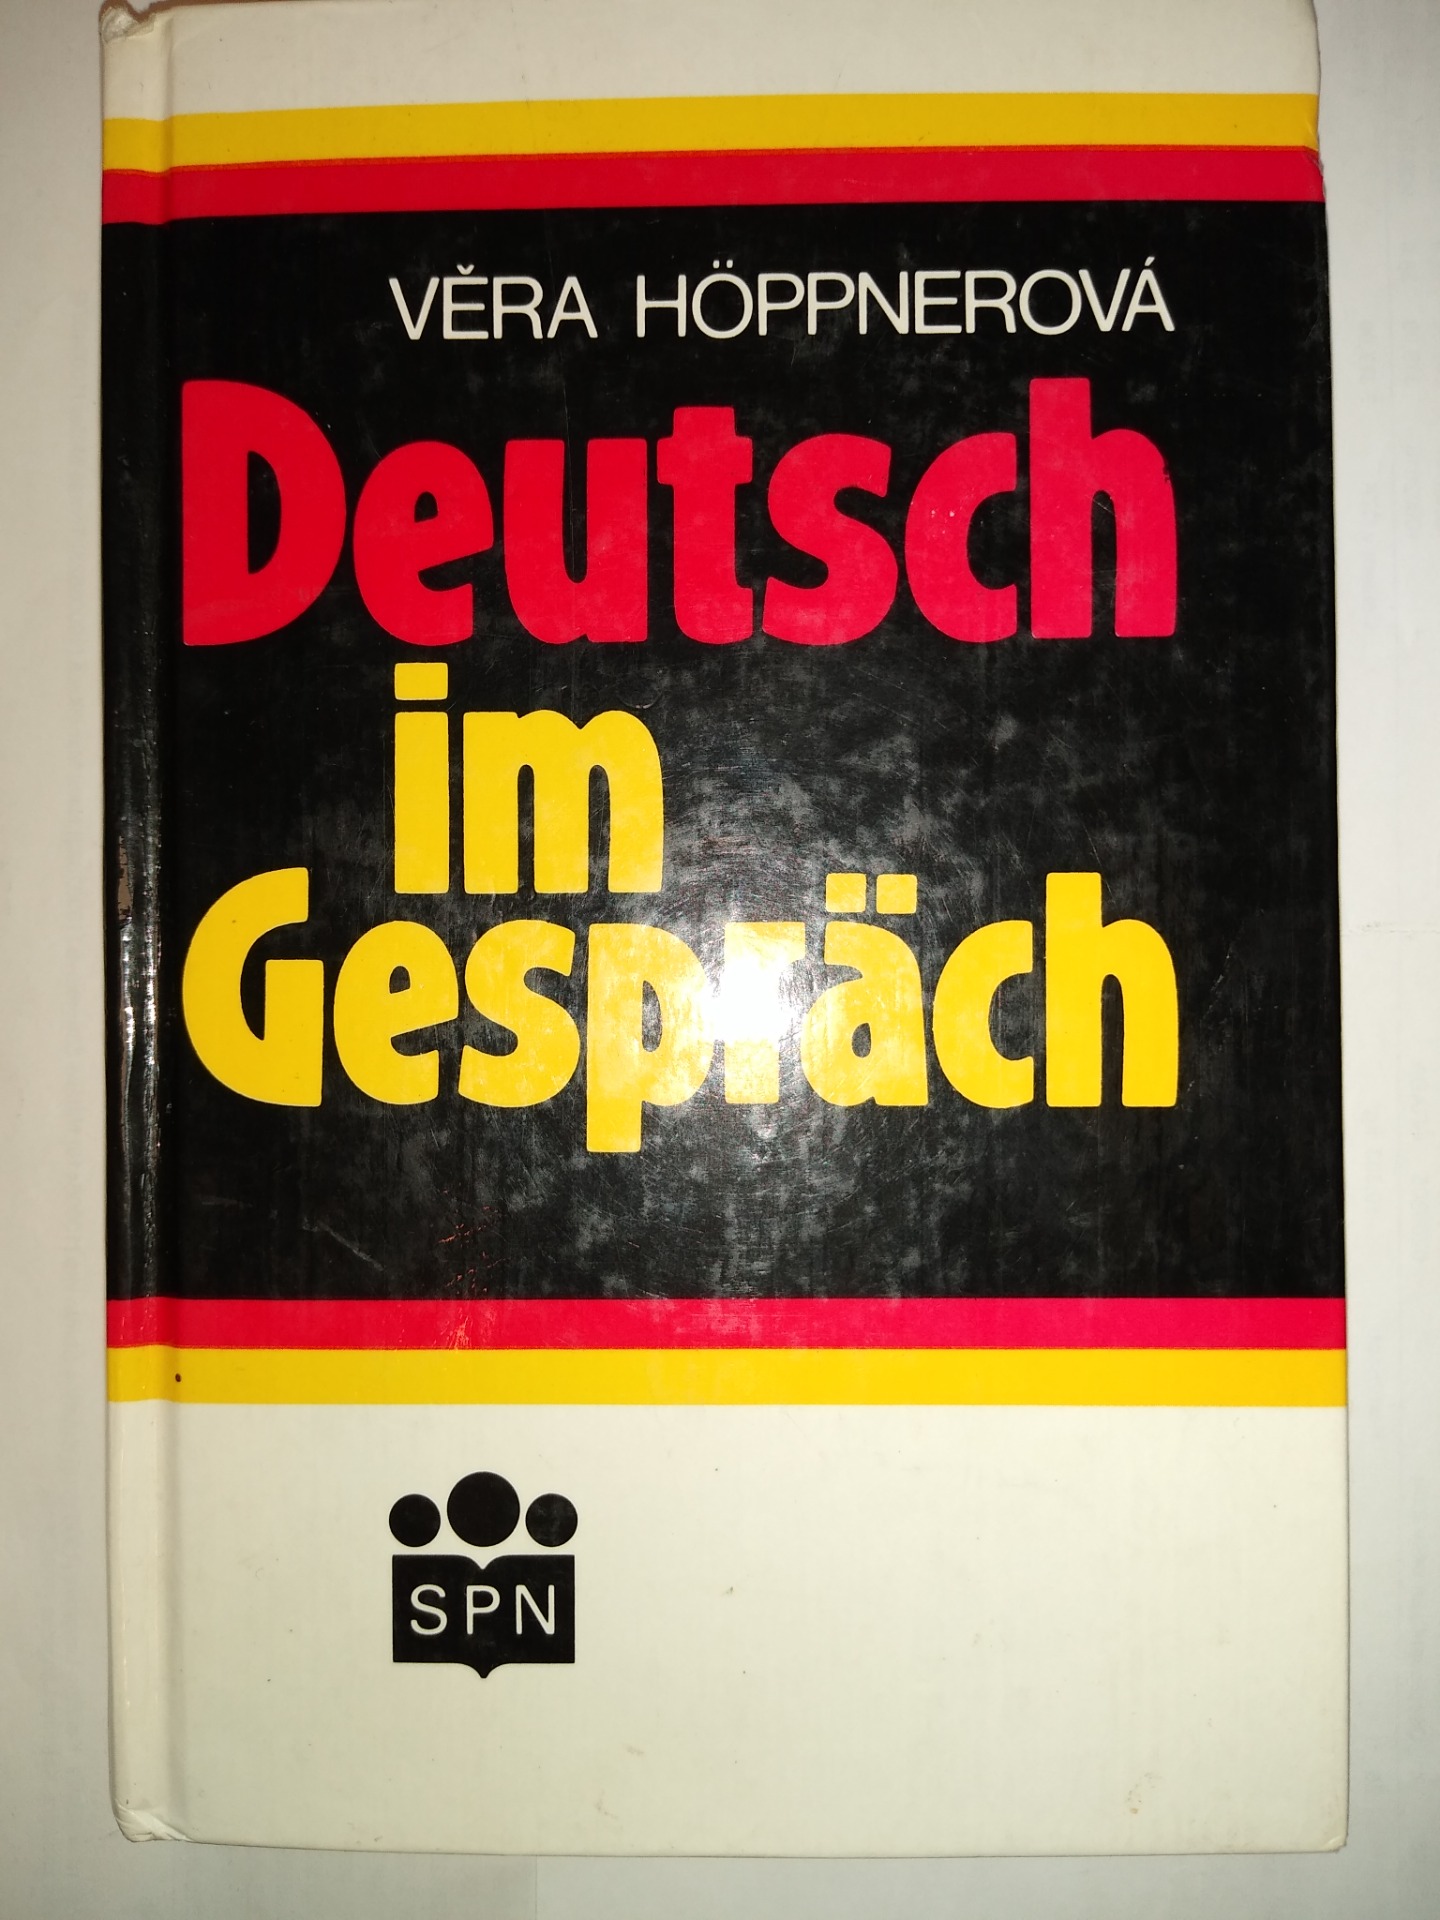 VĚRA HÖPPNEROVÁ
Deutsch
im
Gespräch
SPN